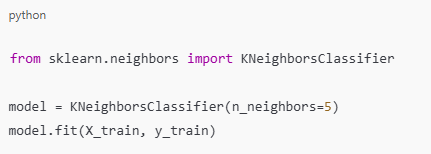 python
from sklearn.neighbors import KNeighborsClassifier
model = KNeighborsClassifier(n_neighbors=5)
model.fit(X_train, y_train)